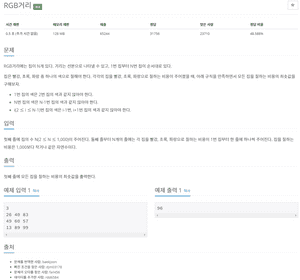 RGB거리
시간 제한 메모리 제한 제출 정답 맞은 사람 정답 비율
0.5 초 (추가 시간 없음) 128 MB
문제
RGB거리에는 집이 N개 있다. 거리는 선분으로 나타낼 수 있고, 1번 집부터 N번 집이 순서대로 있다.
집은 빨강, 초록, 파랑 중 하나의 색으로 칠해야 한다. 각각의 집을 빨강, 초록, 파랑으로 칠하는 비용이 주어졌을 때, 아래 규칙을 만족하면서 모든 집을 칠하는 비용의 최솟값을
구해보자.
1번 집의 색은 2번 집의 색과 같지 않아야 한다.
N번 집의 색은 N-1번 집의 색과 같지 않아야 한다.
i(2 ≤ i ≤ N-1)번 집의 색은 i-1번, i+1번 집의 색과 같지 않아야 한다.
입력
첫째 줄에 집의 수 N(2 ≤ N ≤ 1,000)이 주어진다. 둘째 줄부터 N개의 줄에는 각 집을 빨강, 초록, 파랑으로 칠하는 비용이 1번 집부터 한 줄에 하나씩 주어진다. 집을 칠하는
비용은 1,000보다 작거나 같은 자연수이다.
출력
첫째 줄에 모든 집을 칠하는 비용의 최솟값을 출력한다.
예제 입력 1
예제 출력 1
3
26 40 83
49 60 57
13 89 99
96
출처